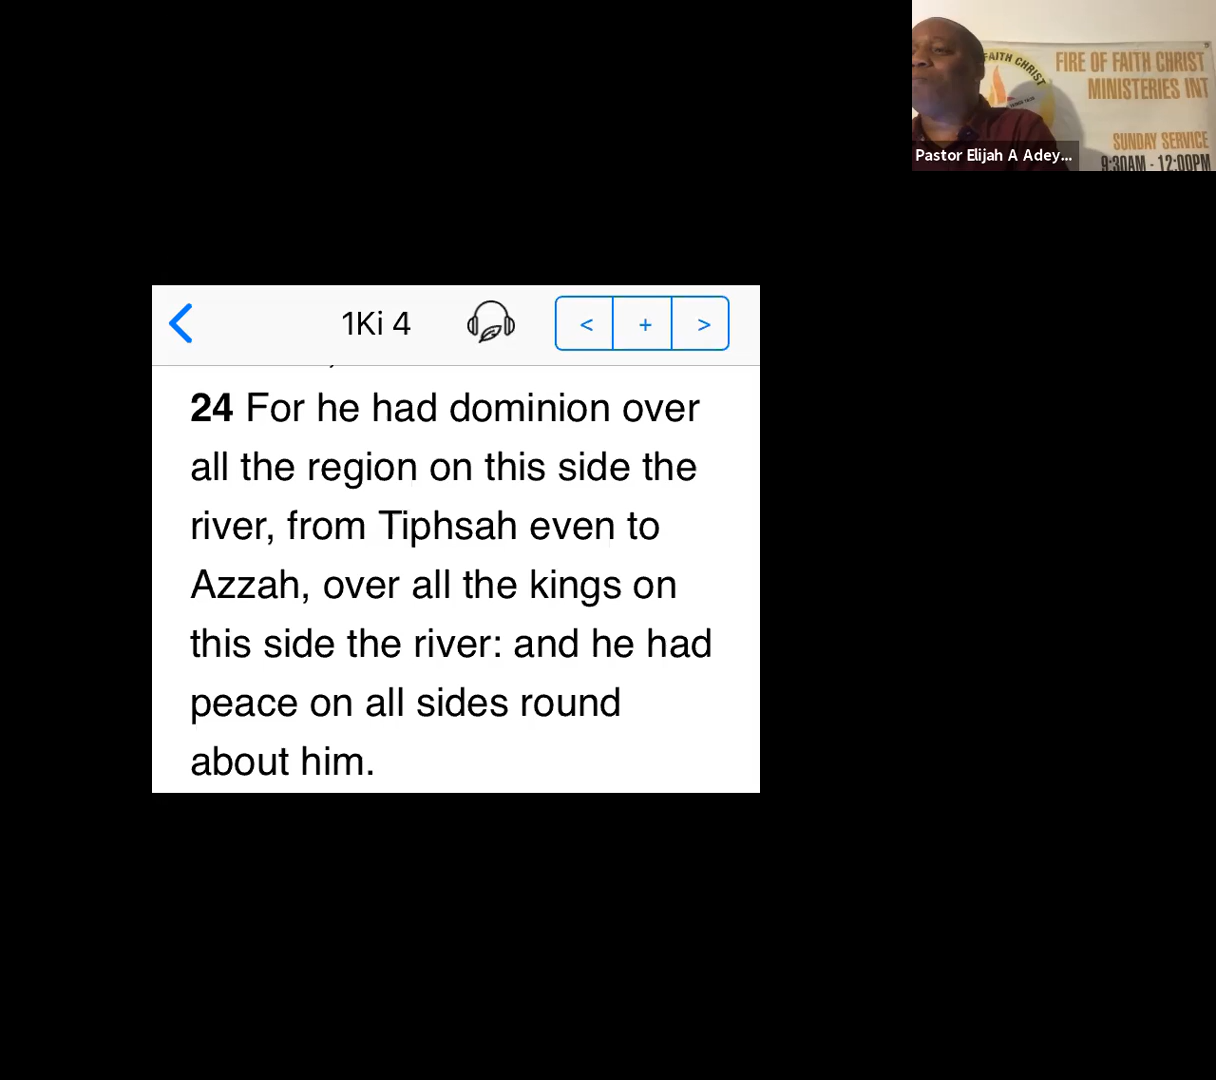 FAITH CHRIST
FIRE OF FAITH CHRIST
MINISTERIES INT
SUNDAY SERVICE
9:30AM - 12:00PM
Pastor Elijah A Adey...
1Ki 4
< + >
24 For he had dominion over
all the region on this side the
river, from Tiphsah even to
Azzah, over all the kings on
this side the river: and he had
peace on all sides round
about him.